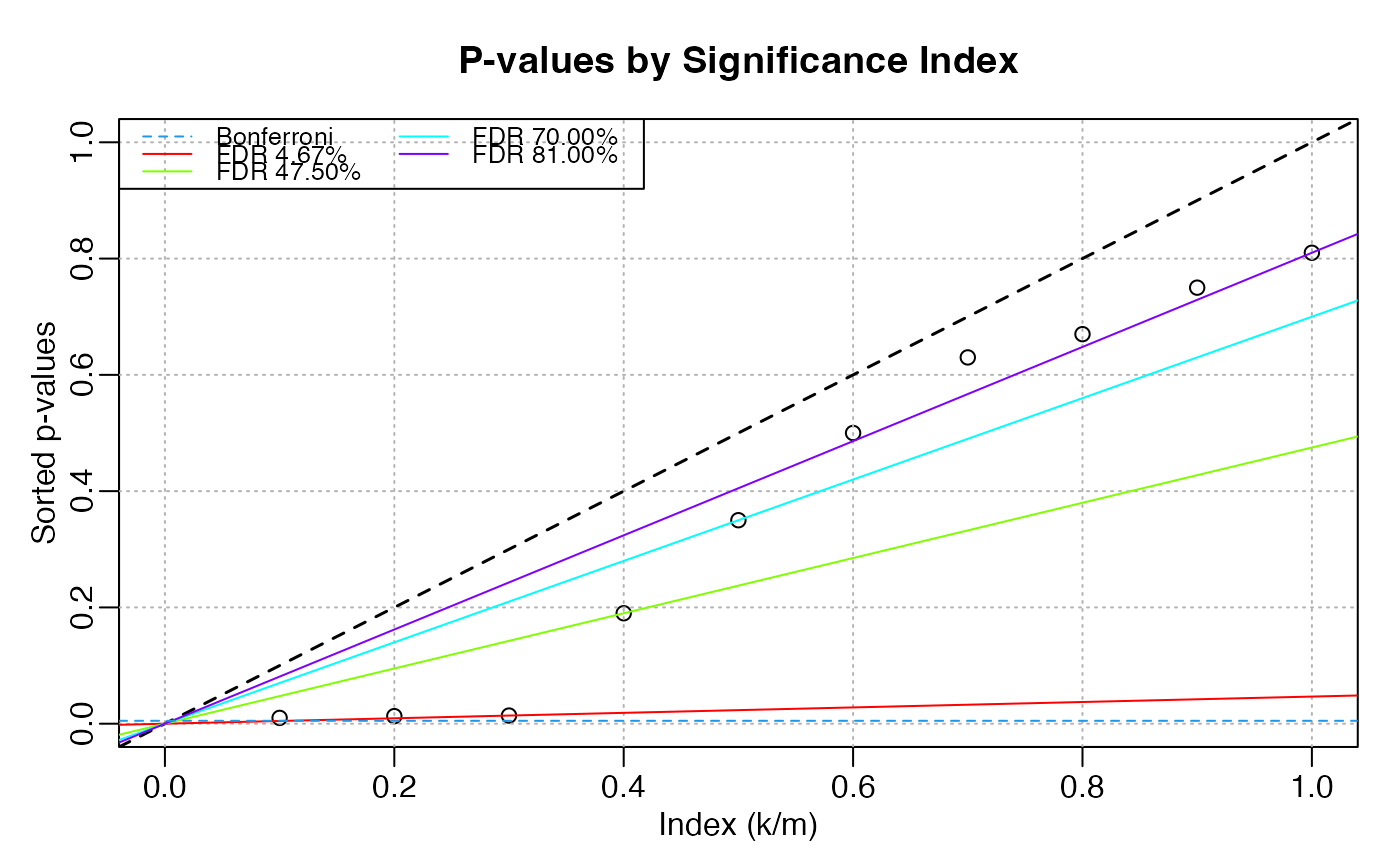 P-values by Significance Index
Bonferroni
FDR 4.67%
FDR 47.50%
FDR 70.00%
FDR 81.00%
Sorted p-values
1.0
0.8
0.6
0.4
0.2
0.0
0.0 0.2 0.4 0.6 0.8 1.0
Index (k/m)